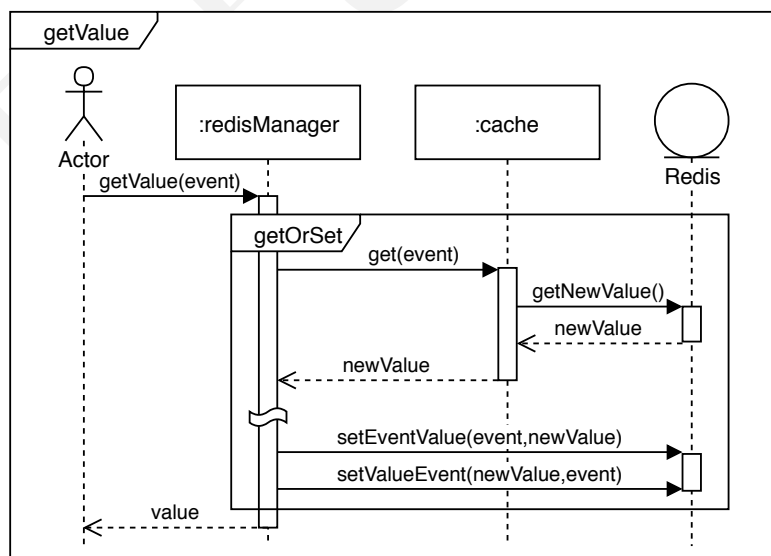 getValue
:redisManager
:cache
Actor
Redis
getValue(event)
getOrSet
get(event)
getNewValue()
newValue
newValue
setEventValue(event,newValue)
setValueEvent(newValue,event)
value